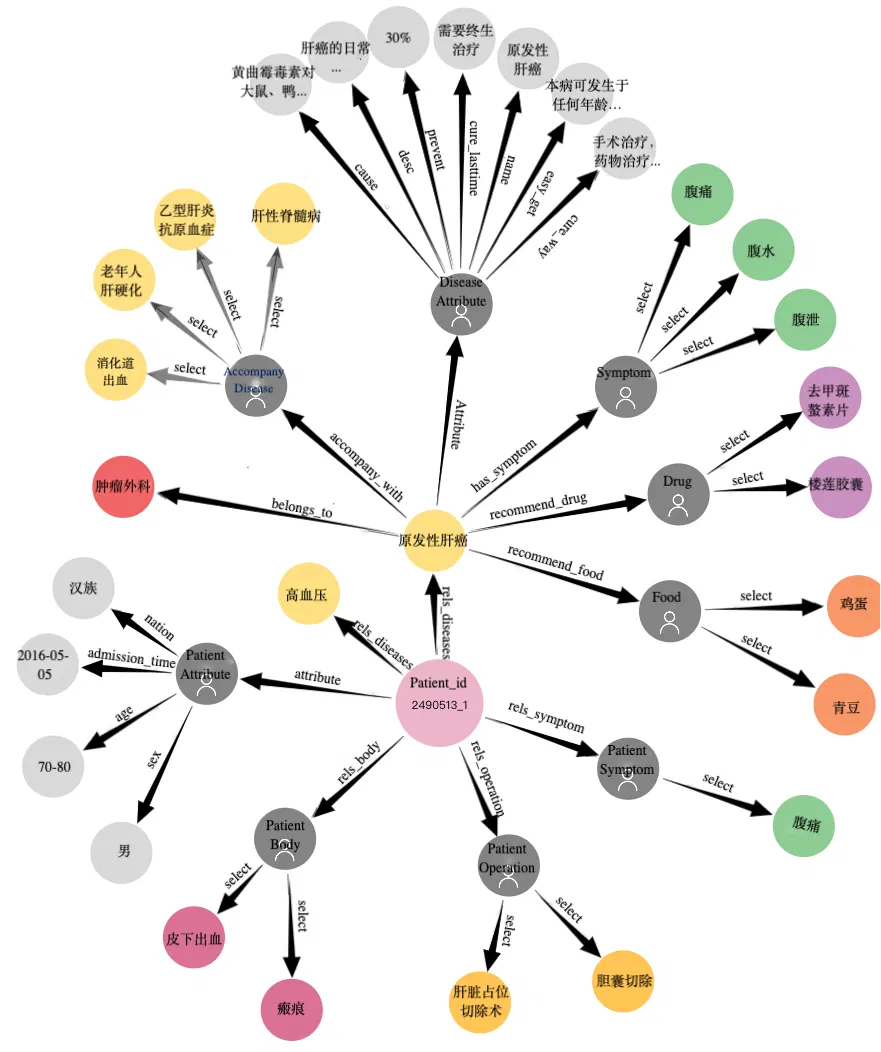 30%
需要终生
治疗
肝癌的日常
...
原发性
肝癌
黄曲霉毒素对
大鼠、鸭...
本病可发生于
任何年龄...
手术治疗，
药物治疗...
cause
desc
prevent
cure_lasttime
name
easy_get
cure_way
Disease
Attribute
乙型肝炎
抗原血症
肝性脊髓病
老年人
肝硬化
消化道
出血
select
select
select
select
Accompany
Disease
腹痛
腹水
腹泄
select
select
select
Symptom
去甲斑
蝥素片
楼莲胶囊
select
select
Drug
Attribute
accompany_with
has_symptom
recommend_drug
肿瘤外科
belongs_to
原发性肝癌
recommend_food
Food
select
鸡蛋
select
青豆
高血压
rels_diseases
rels_diseases
汉族
nation
2016-05-
05
admission_time
Patient
Attribute
attribute
70-80
age
男
sex
Patient_id
2490513_1
rels_symptom
Patient
Symptom
select
腹痛
rels_body
rels_operation
Patient
Body
select
select
皮下出血
瘢痕
Patient
Operation
select
select
肝脏占位
切除术
胆囊切除